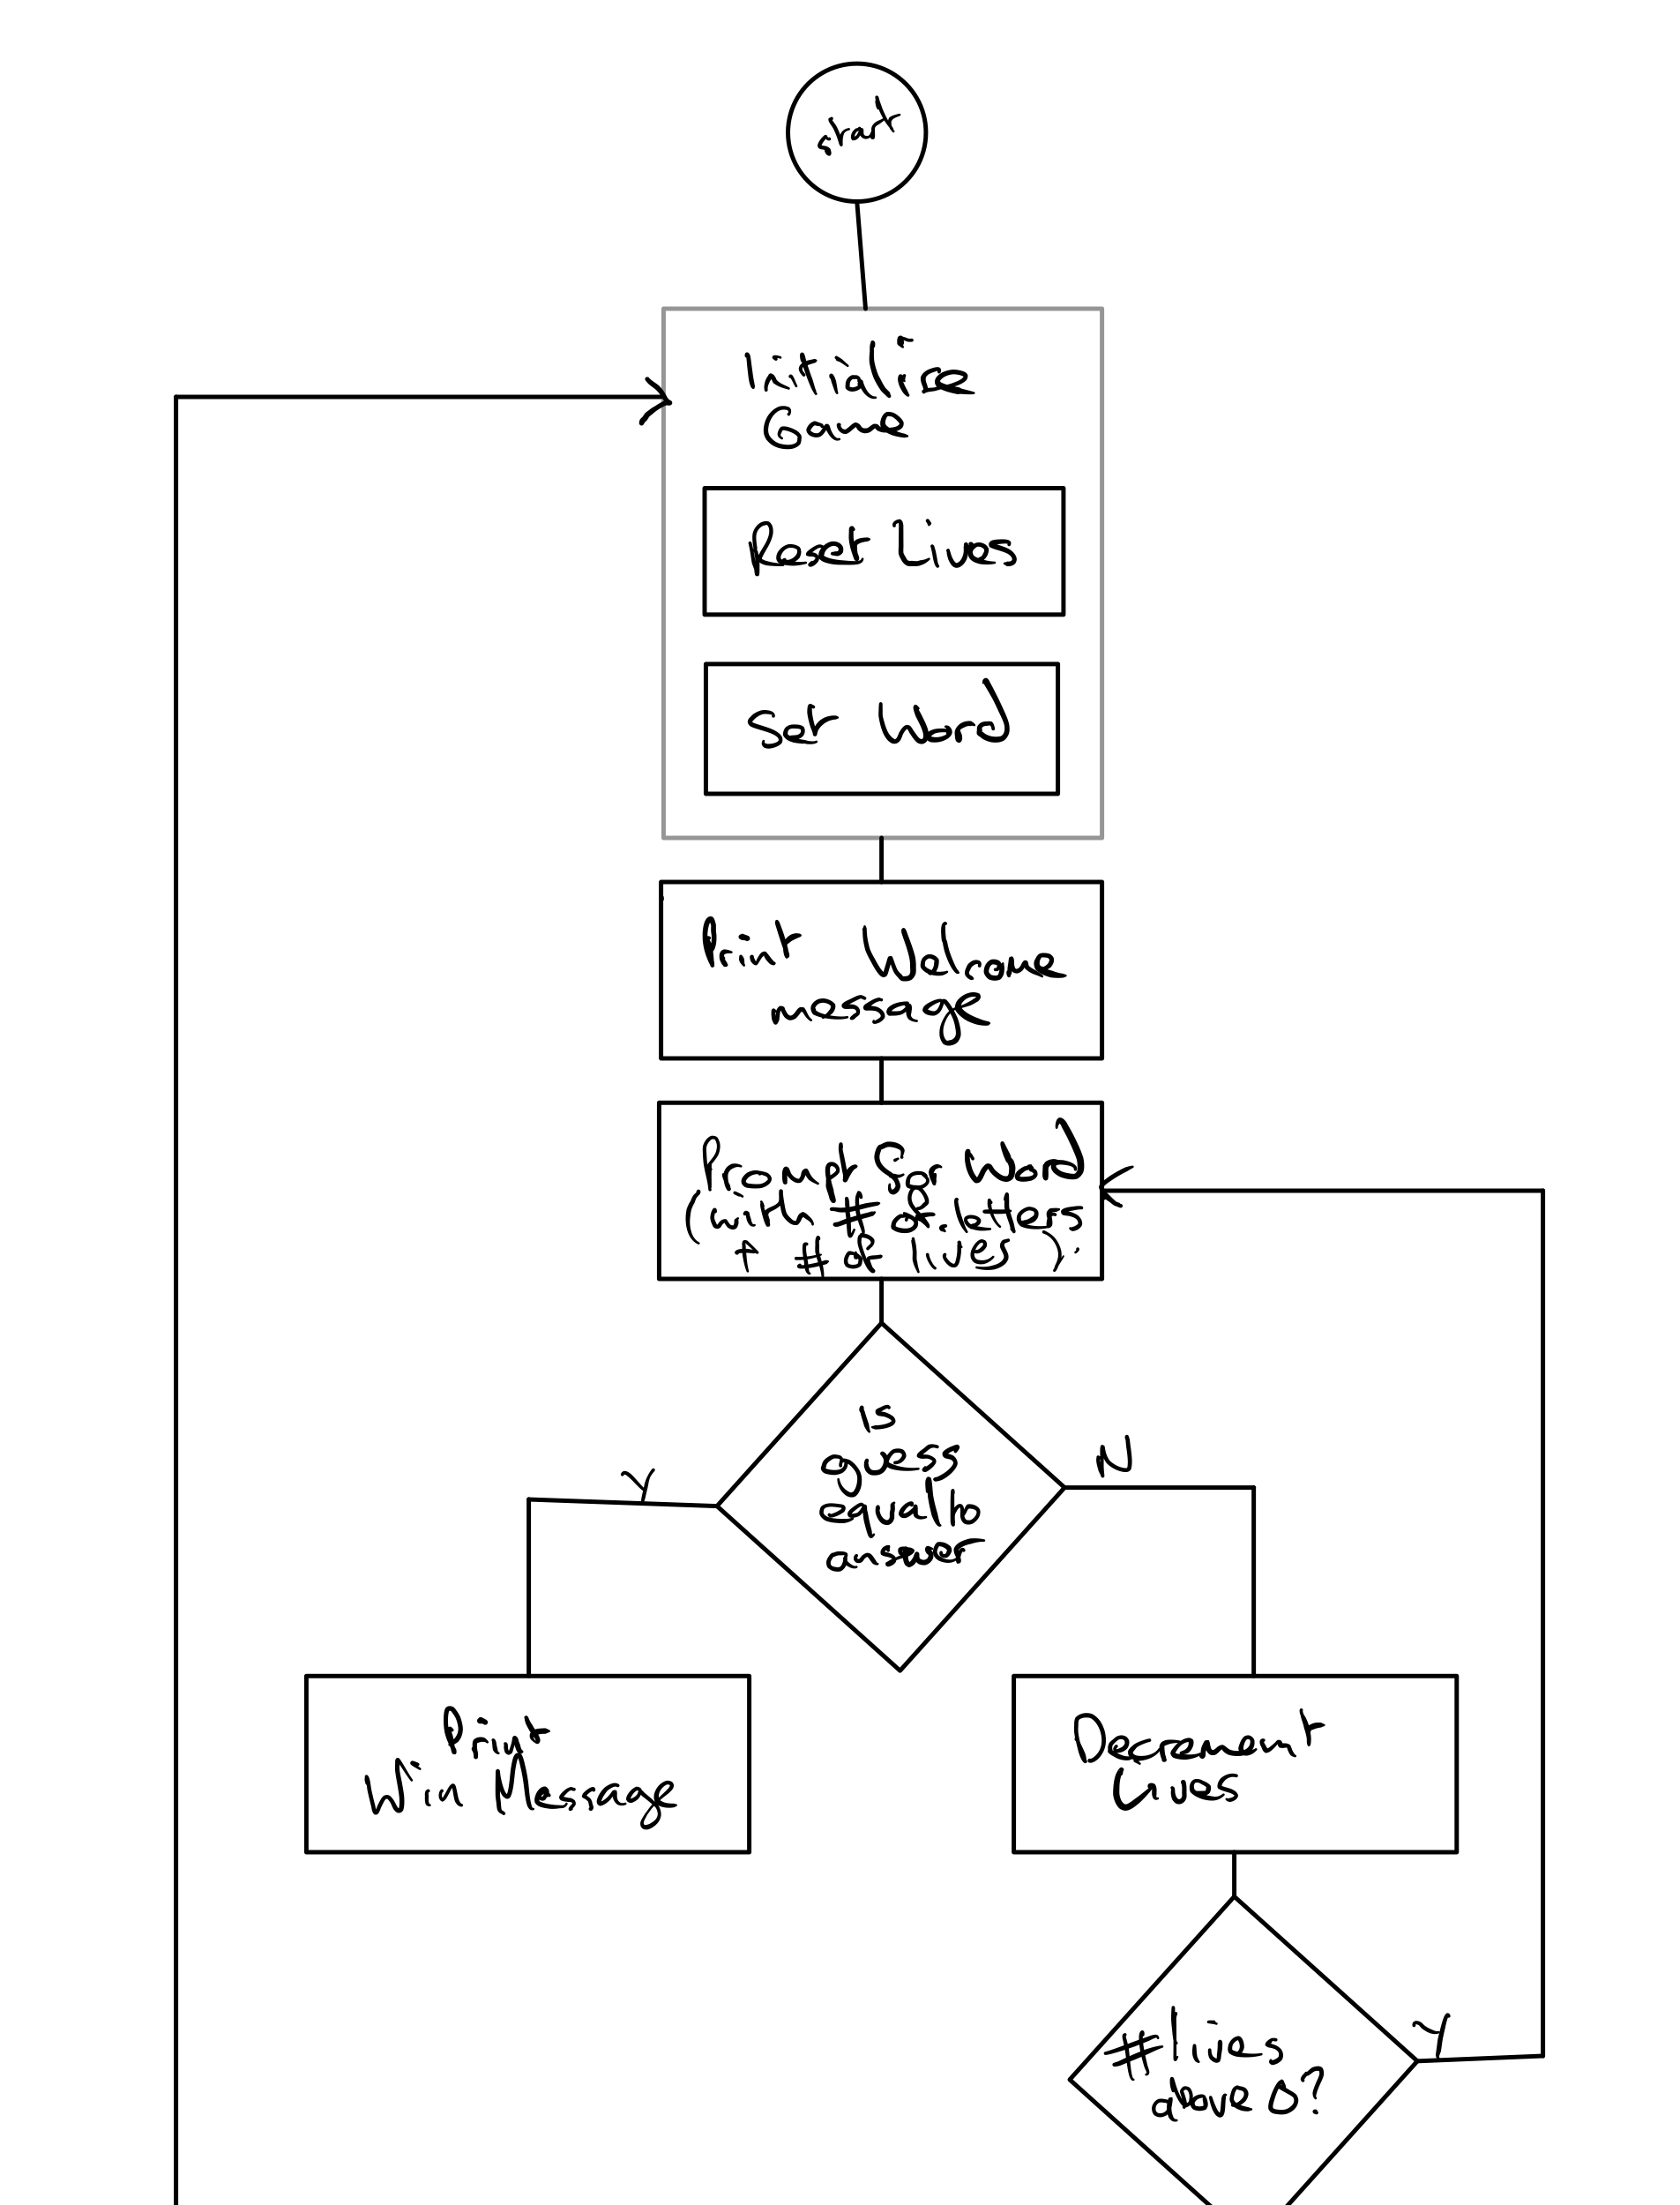 start
Initialise
Game
Reset Lives
Set Word
Print Welcome
message
Prompt for Word
(with # of letters
+ # of lives).
Is
guess
equal to
answer
Y
N
Print
Win Message
Decrement
Lives
# lives
above 0?
Y